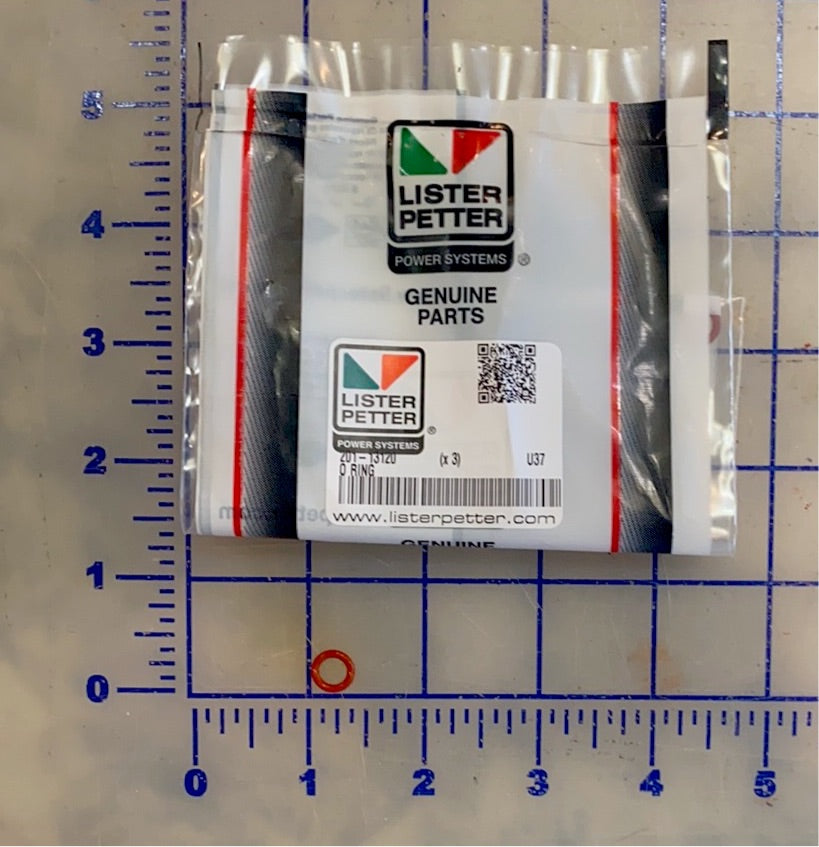 5
4
3
2
1
0
LISTER
PETTER
POWER SYSTEMS ®
GENUINE
PARTS
LISTER
PETTER
®
POWER SYSTEMS
201-13120 (x 3) U37
O RING
www.listerpetter.com
GENUINE
0 1 2 3 4 5